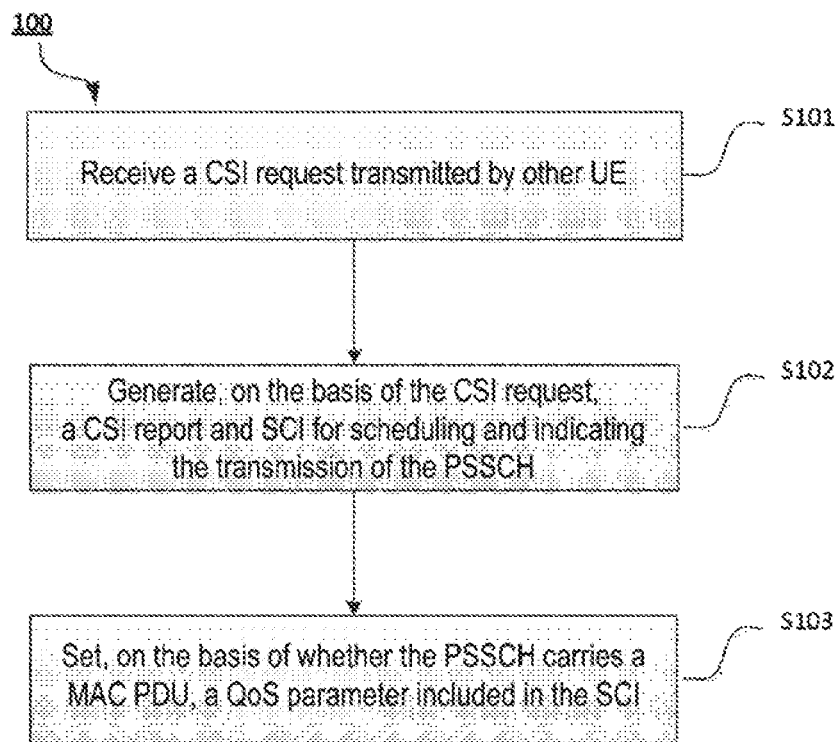 100
S101
Receive a CSI request transmitted by other UE
S102
Generate, on the basis of the CSI request,
a CSI report and SCI for scheduling and indicating
the transmission of the PSSCH
S103
Set, on the basis of whether the PSSCH carries a
MAC PDU, a QoS parameter included in the SCI